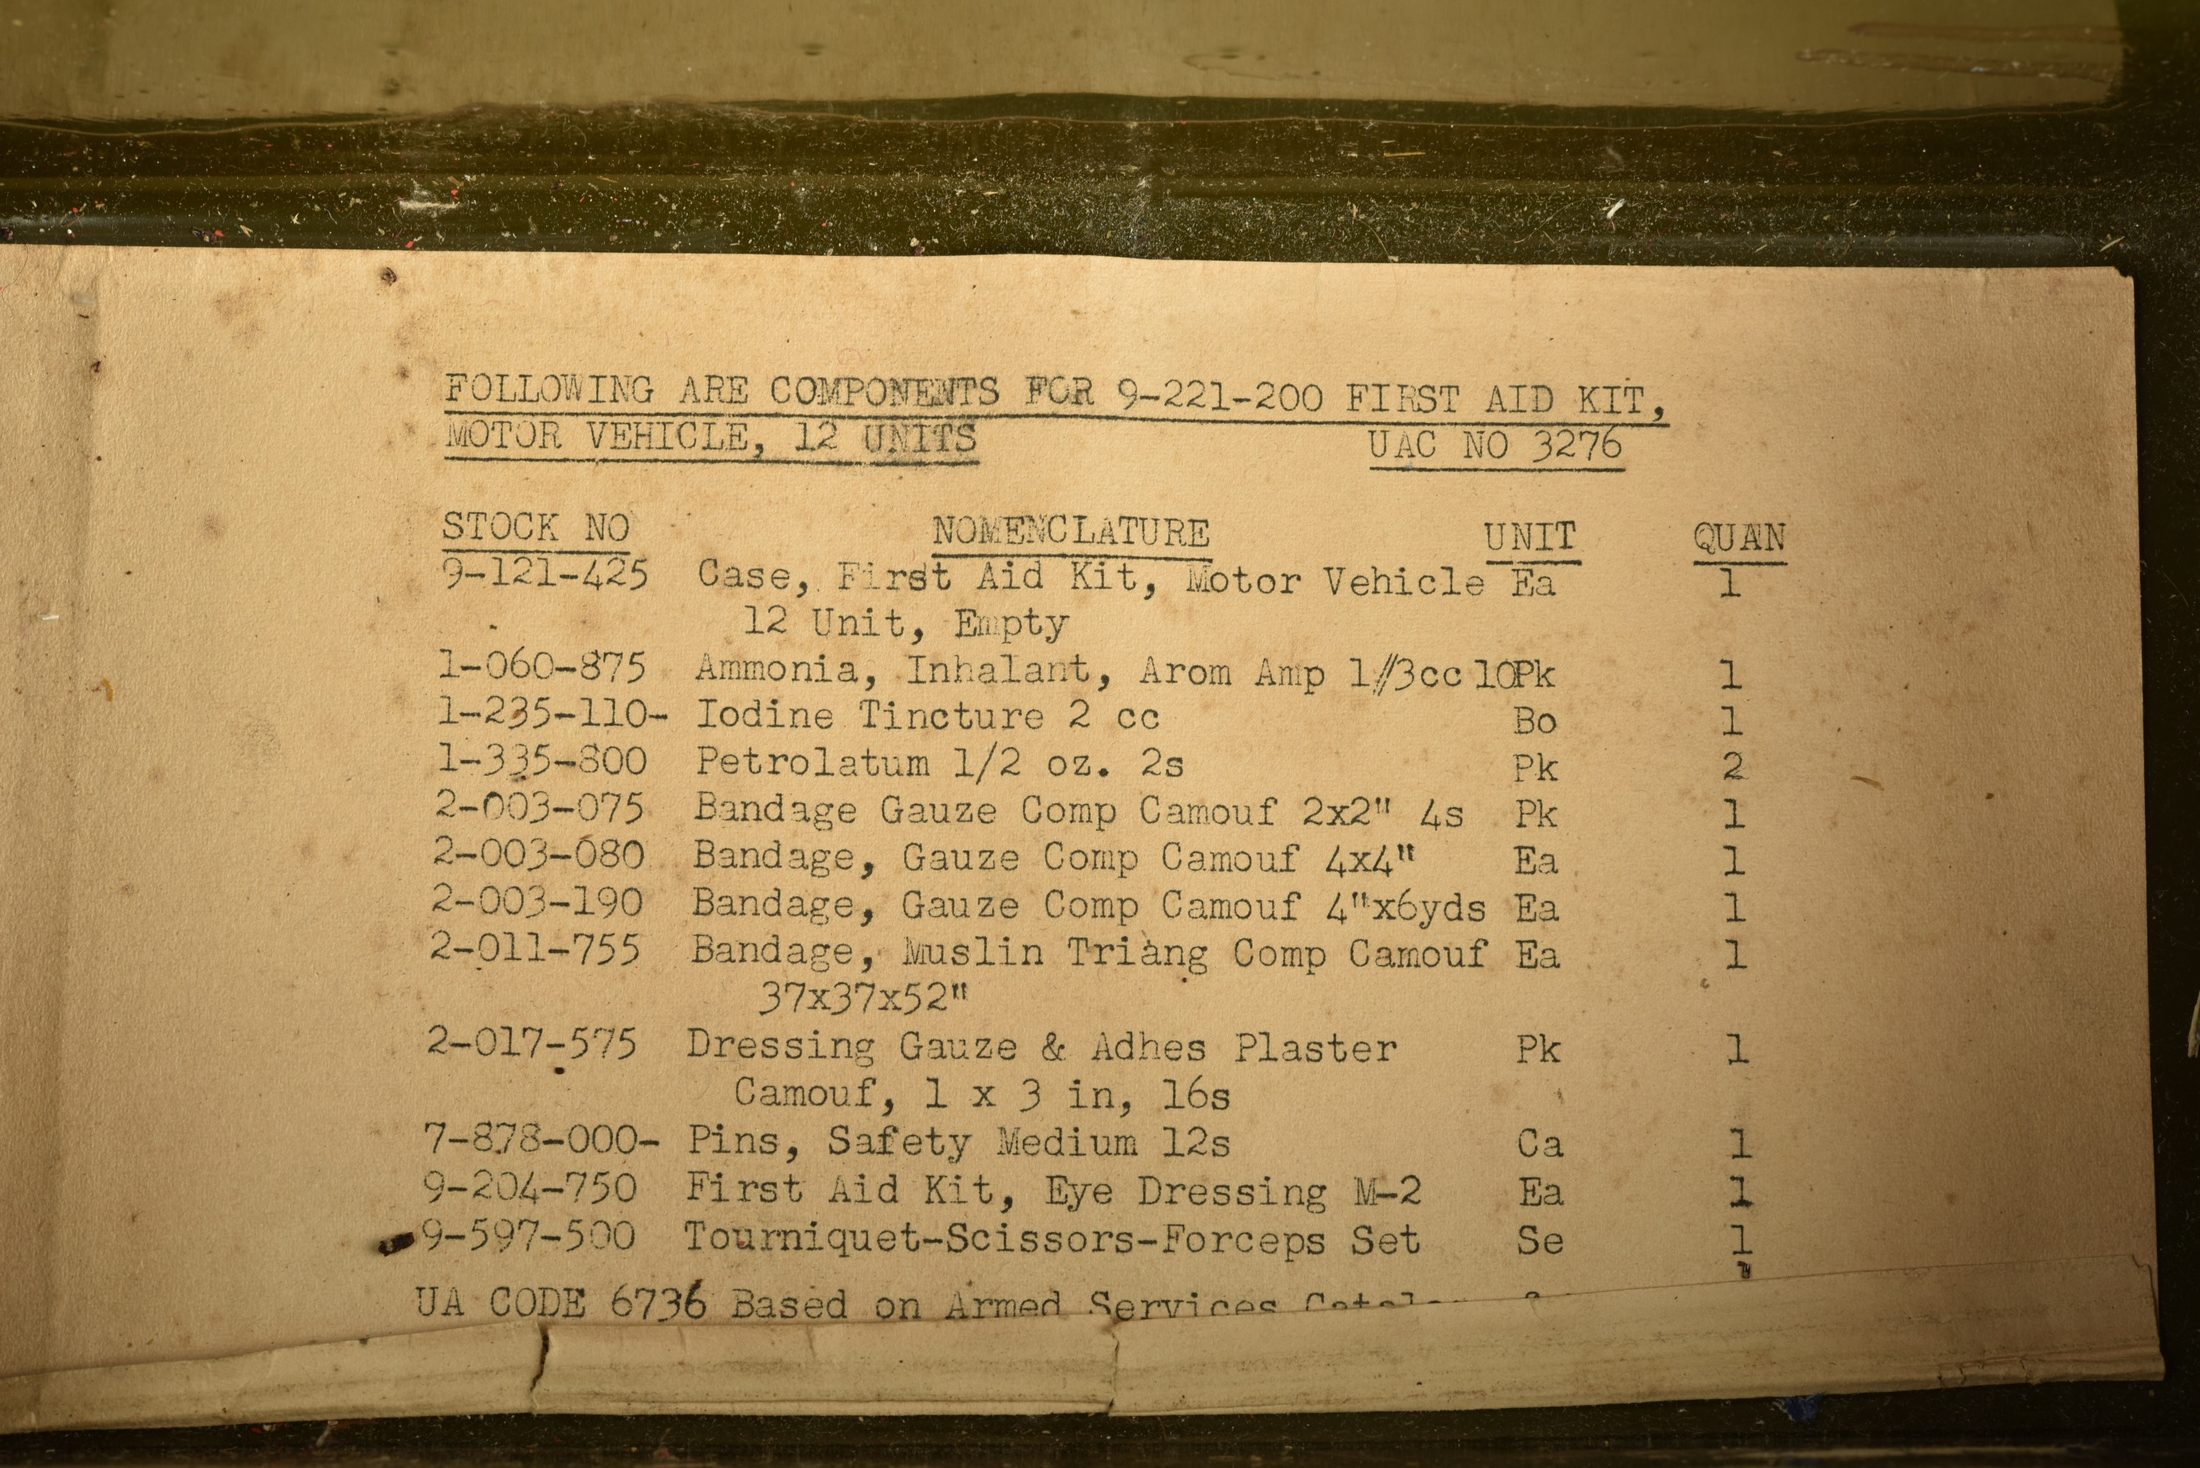 FOLLOWING ARE COMPONENTS FOR 9-221-200 FIRST AID KIT,
MOTOR VEHICLE, 12 UNITS UAC NO 3276
STOCK NO NOMENCLATURE UNIT QUAN
9-121-425 Case, First Aid Kit, Motor Vehicle Ea 1
12 Unit, Empty
1-060-875 Ammonia, Inhalant, Arom Amp 1//3cc 10Pk 1
1-235-110- Iodine Tincture 2 cc Bo 1
1-335-800 Petrolatum 1/2 oz. 2s Pk 2
2-003-075 Bandage Gauze Comp Camouf 2x2" 4s Pk 1
2-003-080 Bandage, Gauze Comp Camouf 4x4" Ea 1
2-003-190 Bandage, Gauze Comp Camouf 4"x6yds Ea 1
2-011-755 Bandage, Muslin Triang Comp Camouf Ea 1
37x37x52"
2-017-575 Dressing Gauze & Adhes Plaster Pk 1
Camouf, 1 x 3 in, 16s
7-878-000- Pins, Safety Medium 12s Ca 1
9-204-750 First Aid Kit, Eye Dressing M-2 Ea 1
9-597-500 Tourniquet-Scissors-Forceps Set Se 1
UA CODE 6736 Based on Armed Services